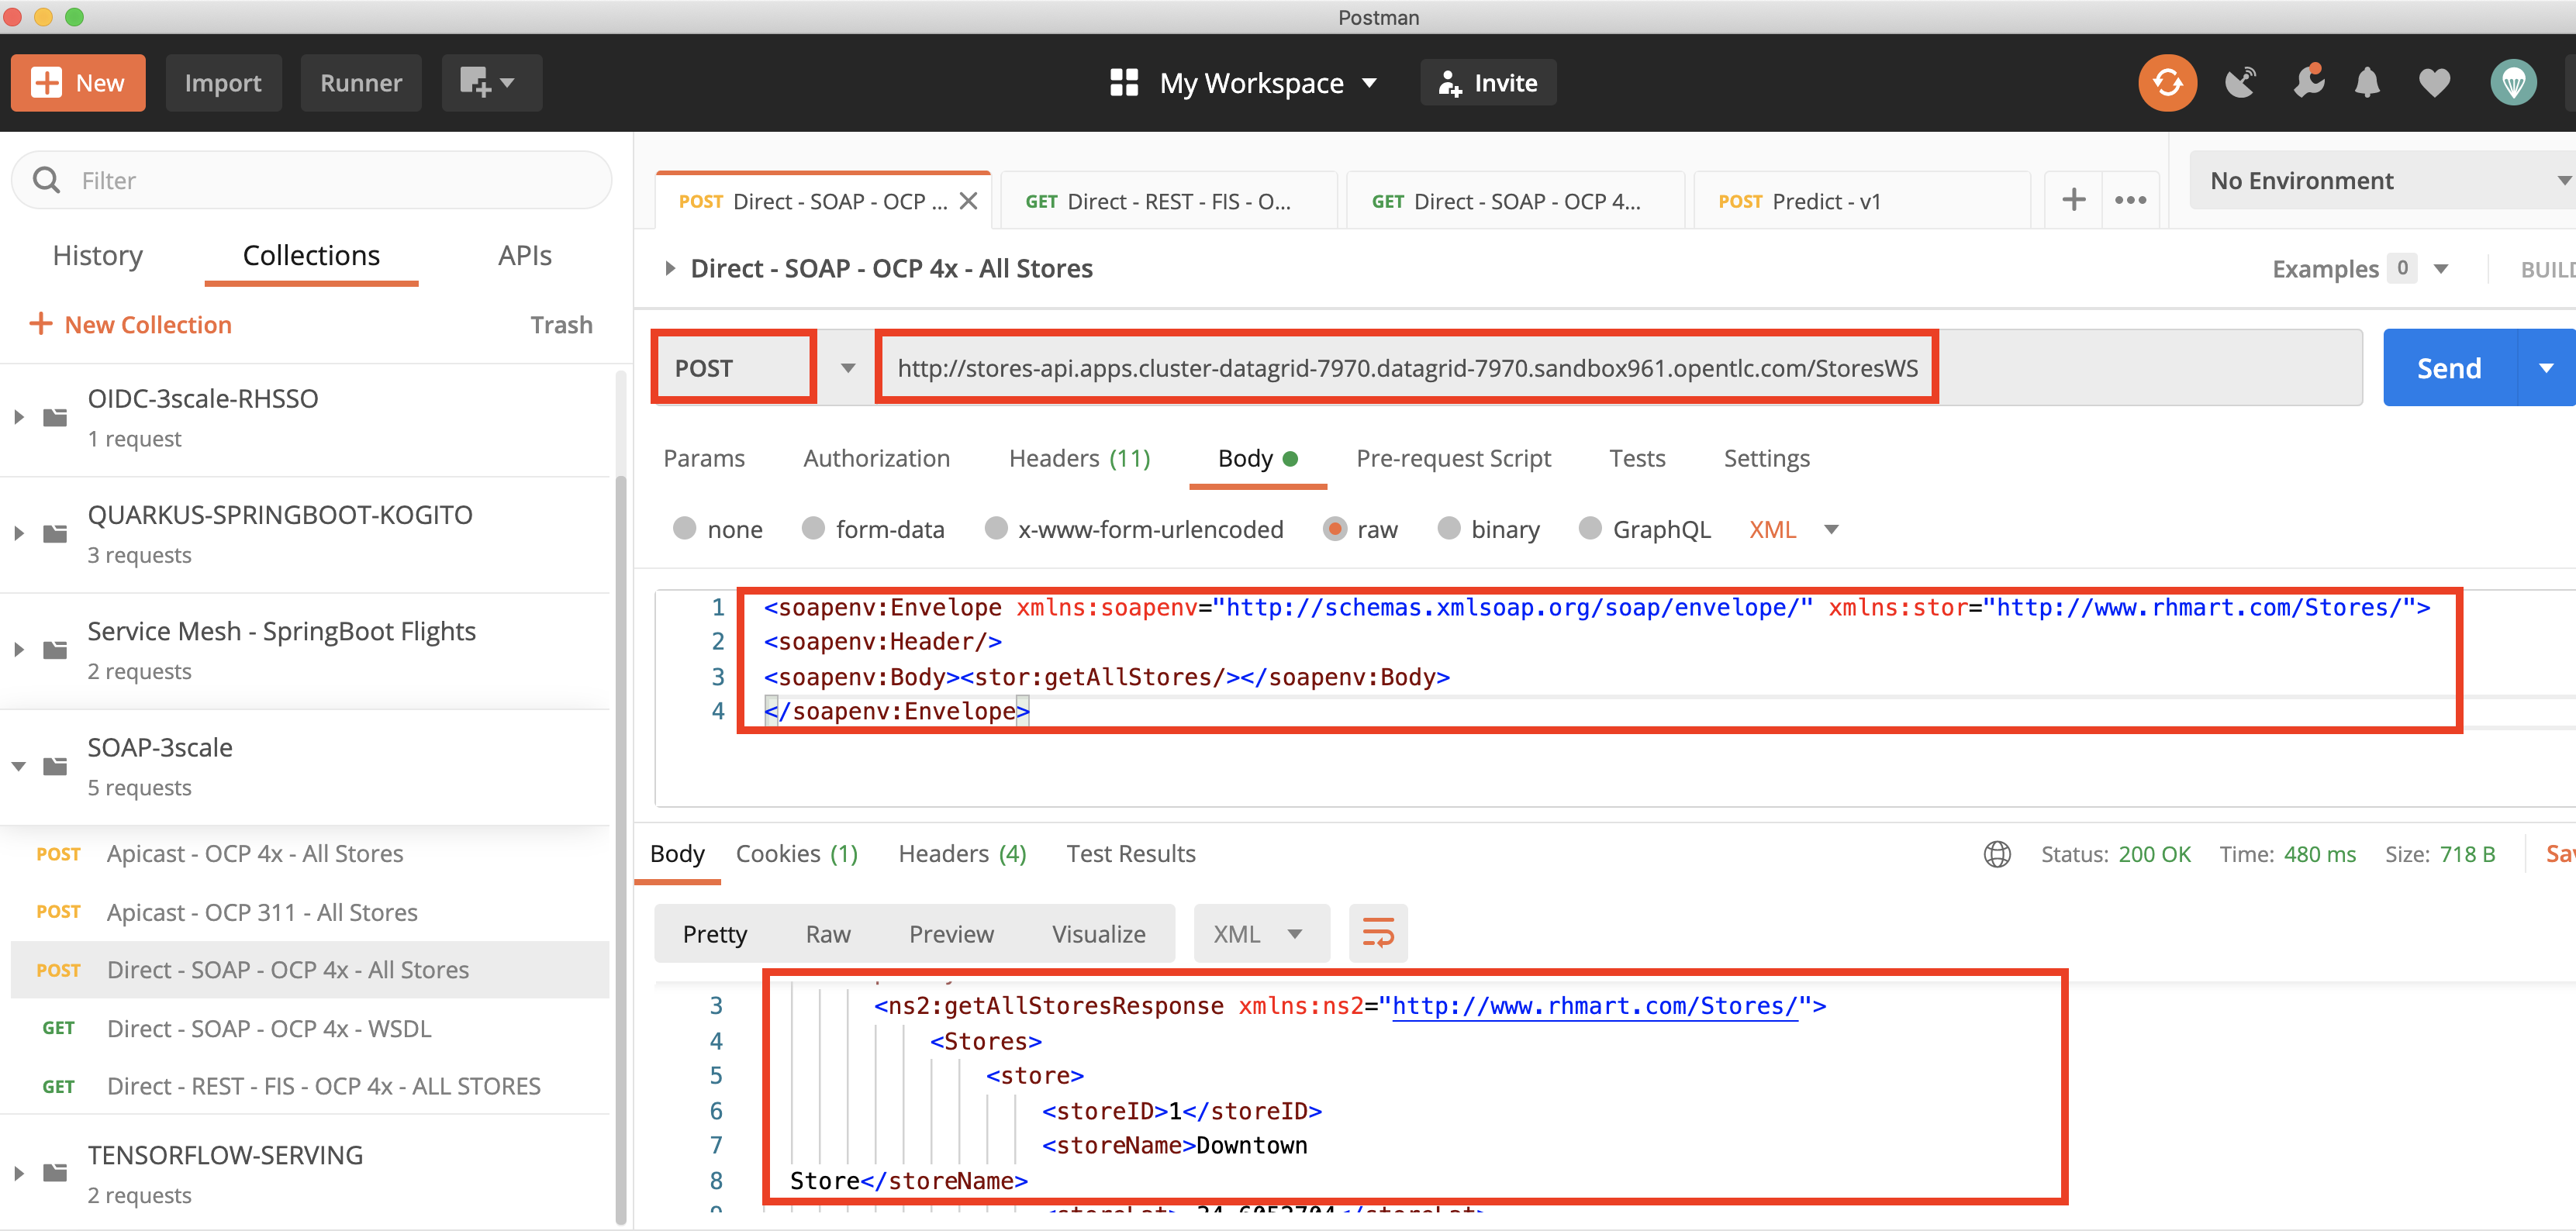 Postman
New
Import
Runner
My Workspace
Invite
Filter
History
Collections
APIs
New Collection
Trash
OIDC-3scale-RHSSO
1 request
QUARKUS-SPRINGBOOT-KOGITO
3 requests
Service Mesh - SpringBoot Flights
2 requests
SOAP-3scale
5 requests
POST Apicast - OCP 4x - All Stores
POST Apicast - OCP 311 - All Stores
POST Direct - SOAP - OCP 4x - All Stores
GET Direct - SOAP - OCP 4x - WSDL
GET Direct - REST - FIS - OCP 4x - ALL STORES
TENSORFLOW-SERVING
2 requests
POST Direct - SOAP - OCP ...
GET Direct - REST - FIS - O...
GET Direct - SOAP - OCP 4...
POST Predict - v1
No Environment
Direct - SOAP - OCP 4x - All Stores
Examples 0
BUILD
POST
http://stores-api.apps.cluster-datagrid-7970.datagrid-7970.sandbox961.opentlc.com/StoresWS
Send
Params
Authorization
Headers (11)
Body
Pre-request Script
Tests
Settings
none
form-data
x-www-form-urlencoded
raw
binary
GraphQL
XML
1 <soapenv:Envelope xmlns:soapenv="http://schemas.xmlsoap.org/soap/envelope/" xmlns:stor="http://www.rhmart.com/Stores/">
2 <soapenv:Header/>
3 <soapenv:Body><stor:getAllStores/></soapenv:Body>
4 </soapenv:Envelope>
Body
Cookies (1)
Headers (4)
Test Results
Status: 200 OK
Time: 480 ms
Size: 718 B
Sav
Pretty
Raw
Preview
Visualize
XML
3 <ns2:getAllStoresResponse xmlns:ns2="http://www.rhmart.com/Stores/">
4 <Stores>
5 <store>
6 <storeID>1</storeID>
7 <storeName>Downtown
8 Store</storeName>
9 <storeLat>-34.6052704</storeLat>